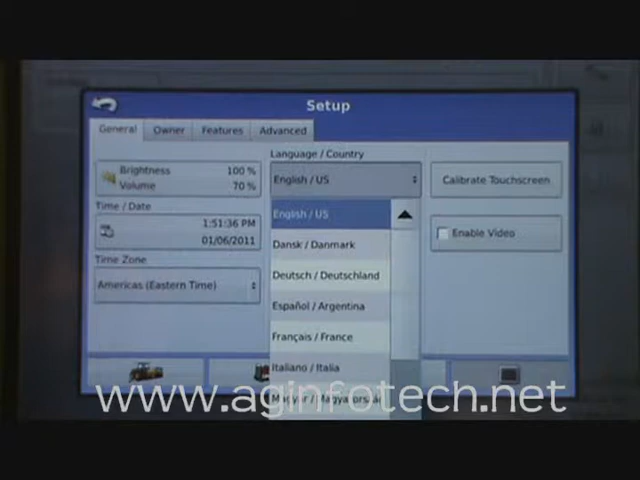 Setup
General
Owner
Features
Advanced
Brightness 100 %
Volume 70 %
Time / Date
1:51:36 PM
01/06/2011
Time Zone
Americas (Eastern Time)
Language / Country
English / US
English / US
Dansk / Danmark
Deutsch / Deutschland
Español / Argentina
Français / France
Italiano / Italia
Magyar / Magyarország
Calibrate Touchscreen
Enable Video
www.aginfotech.net